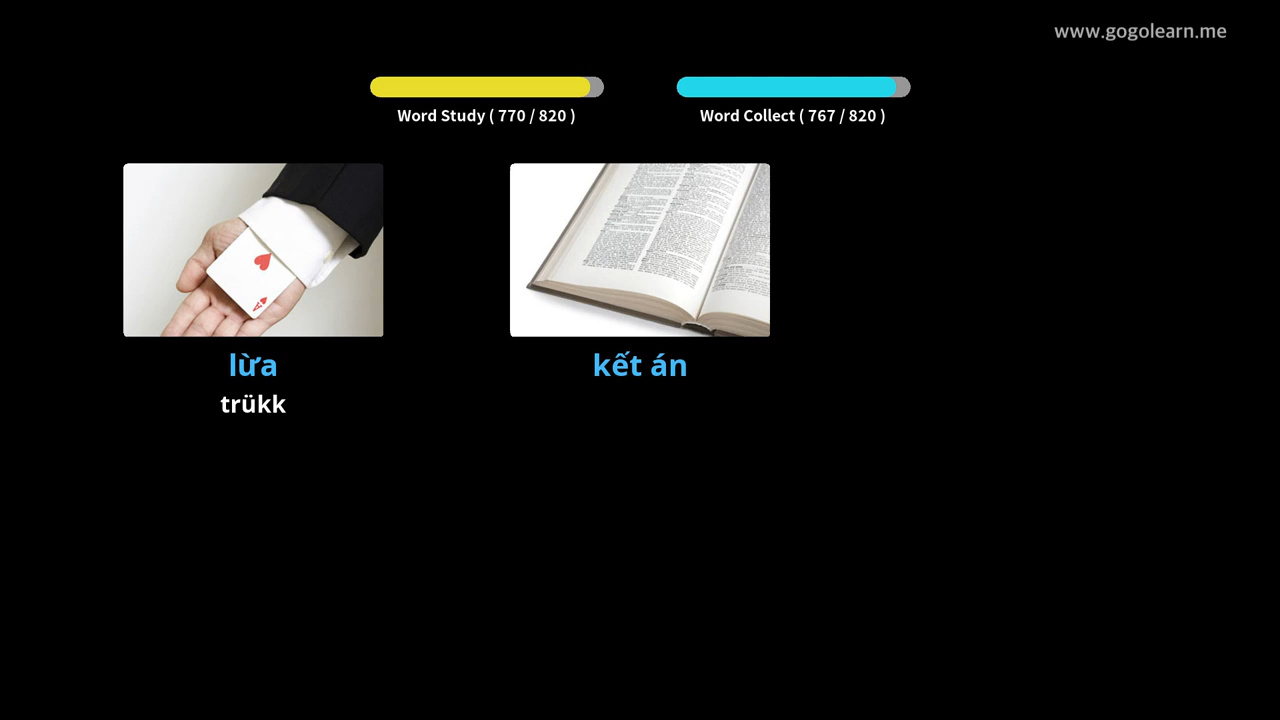 www.gogolearn.me
Word Study ( 770 / 820 )
Word Collect ( 767 / 820 )
lừa
trükk
kết án